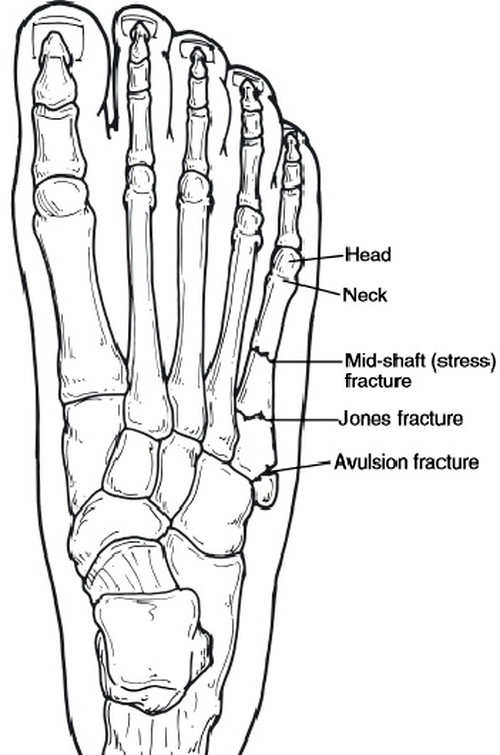 Head
Neck
Mid-shaft (stress)
fracture
Jones fracture
Avulsion fracture